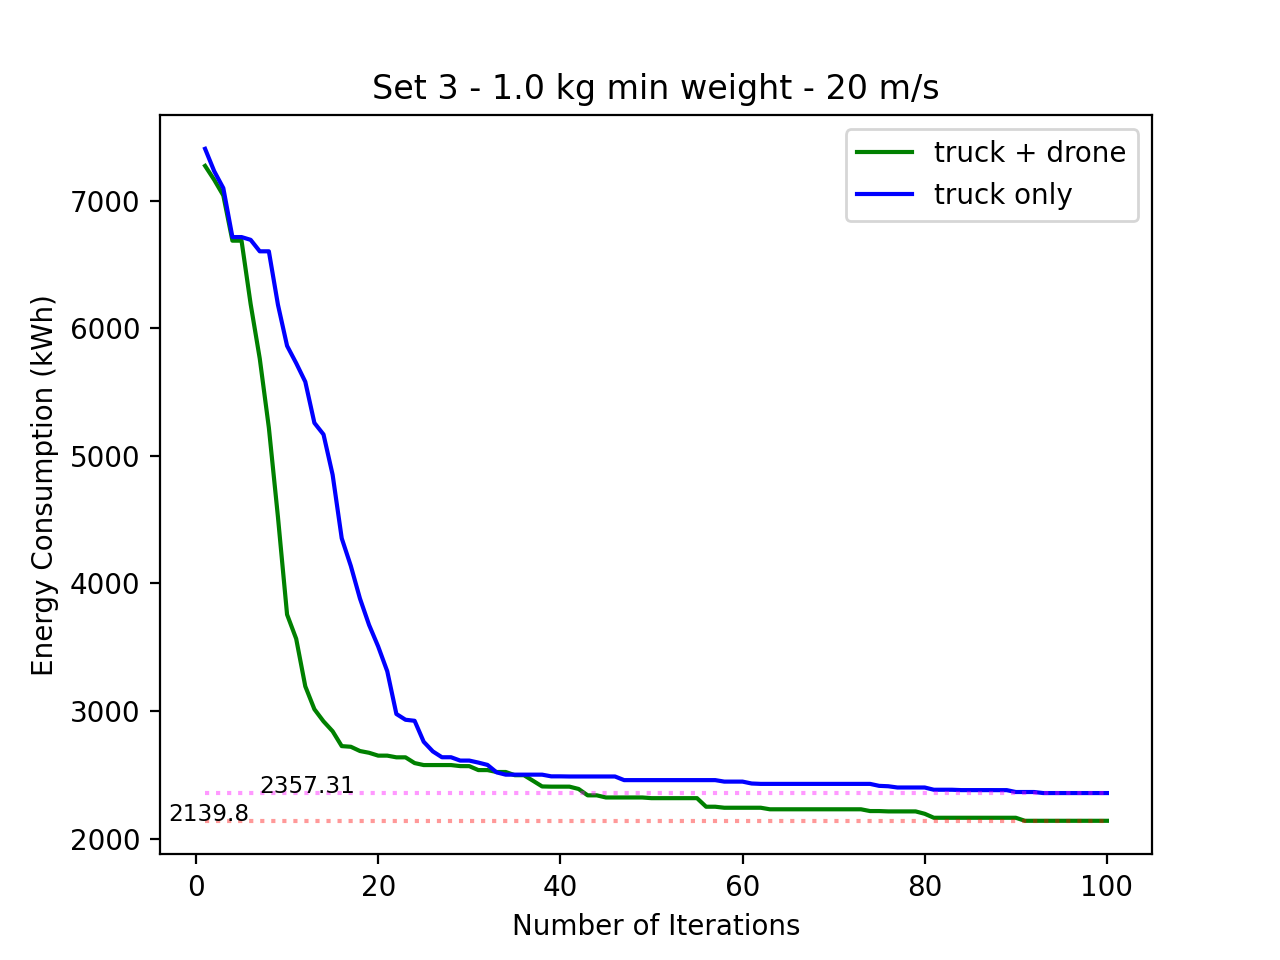 Set 3 - 1.0 kg min weight - 20 m/s
truck + drone
truck only
Energy Consumption (kWh)
7000
6000
5000
4000
3000
2000
2357.31
2139.8
0
20
40
60
80
100
Number of Iterations